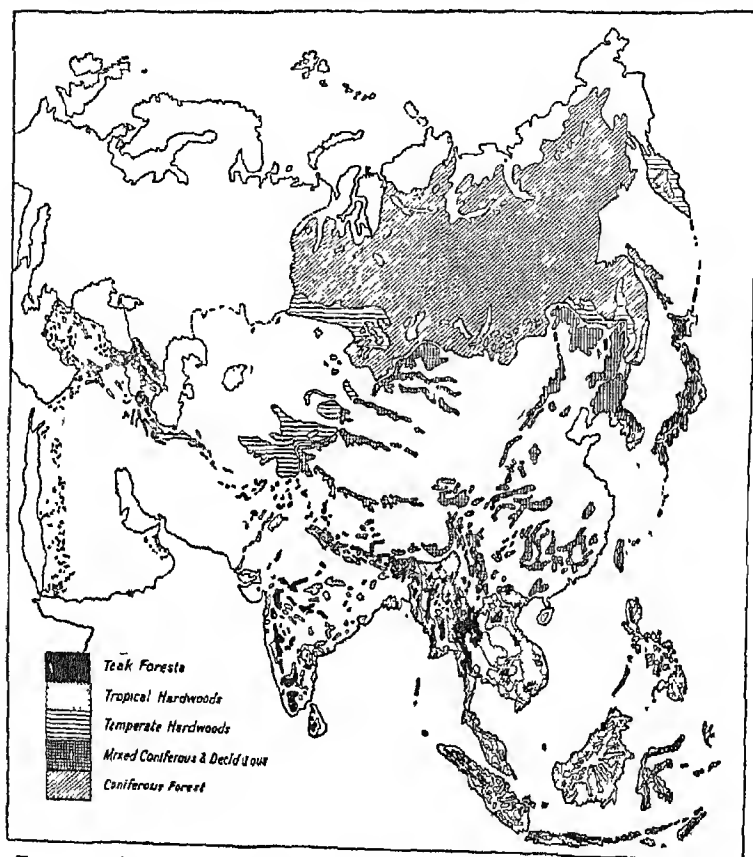 Teak Forests
Tropical Hardwoods
Temperate Hardwoods
Mixed Coniferous & Deciduous
Coniferous Forest